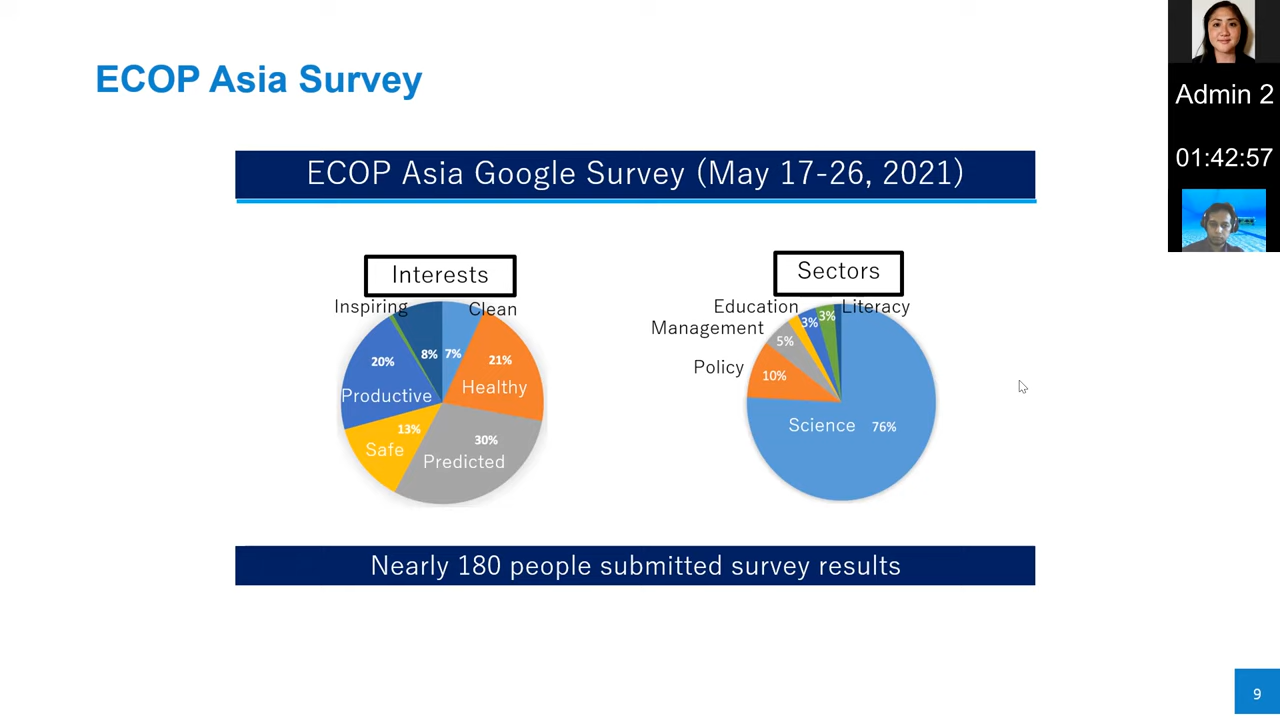 ECOP Asia Survey
Admin 2
01:42:57
ECOP Asia Google Survey (May 17-26, 2021)
Interests
Inspiring
Clean
8%
7%
20%
21%
Productive
Healthy
13%
Safe
30%
Predicted
Sectors
Education
Literacy
Management
3%
3%
5%
Policy
10%
Science 76%
Nearly 180 people submitted survey results
9